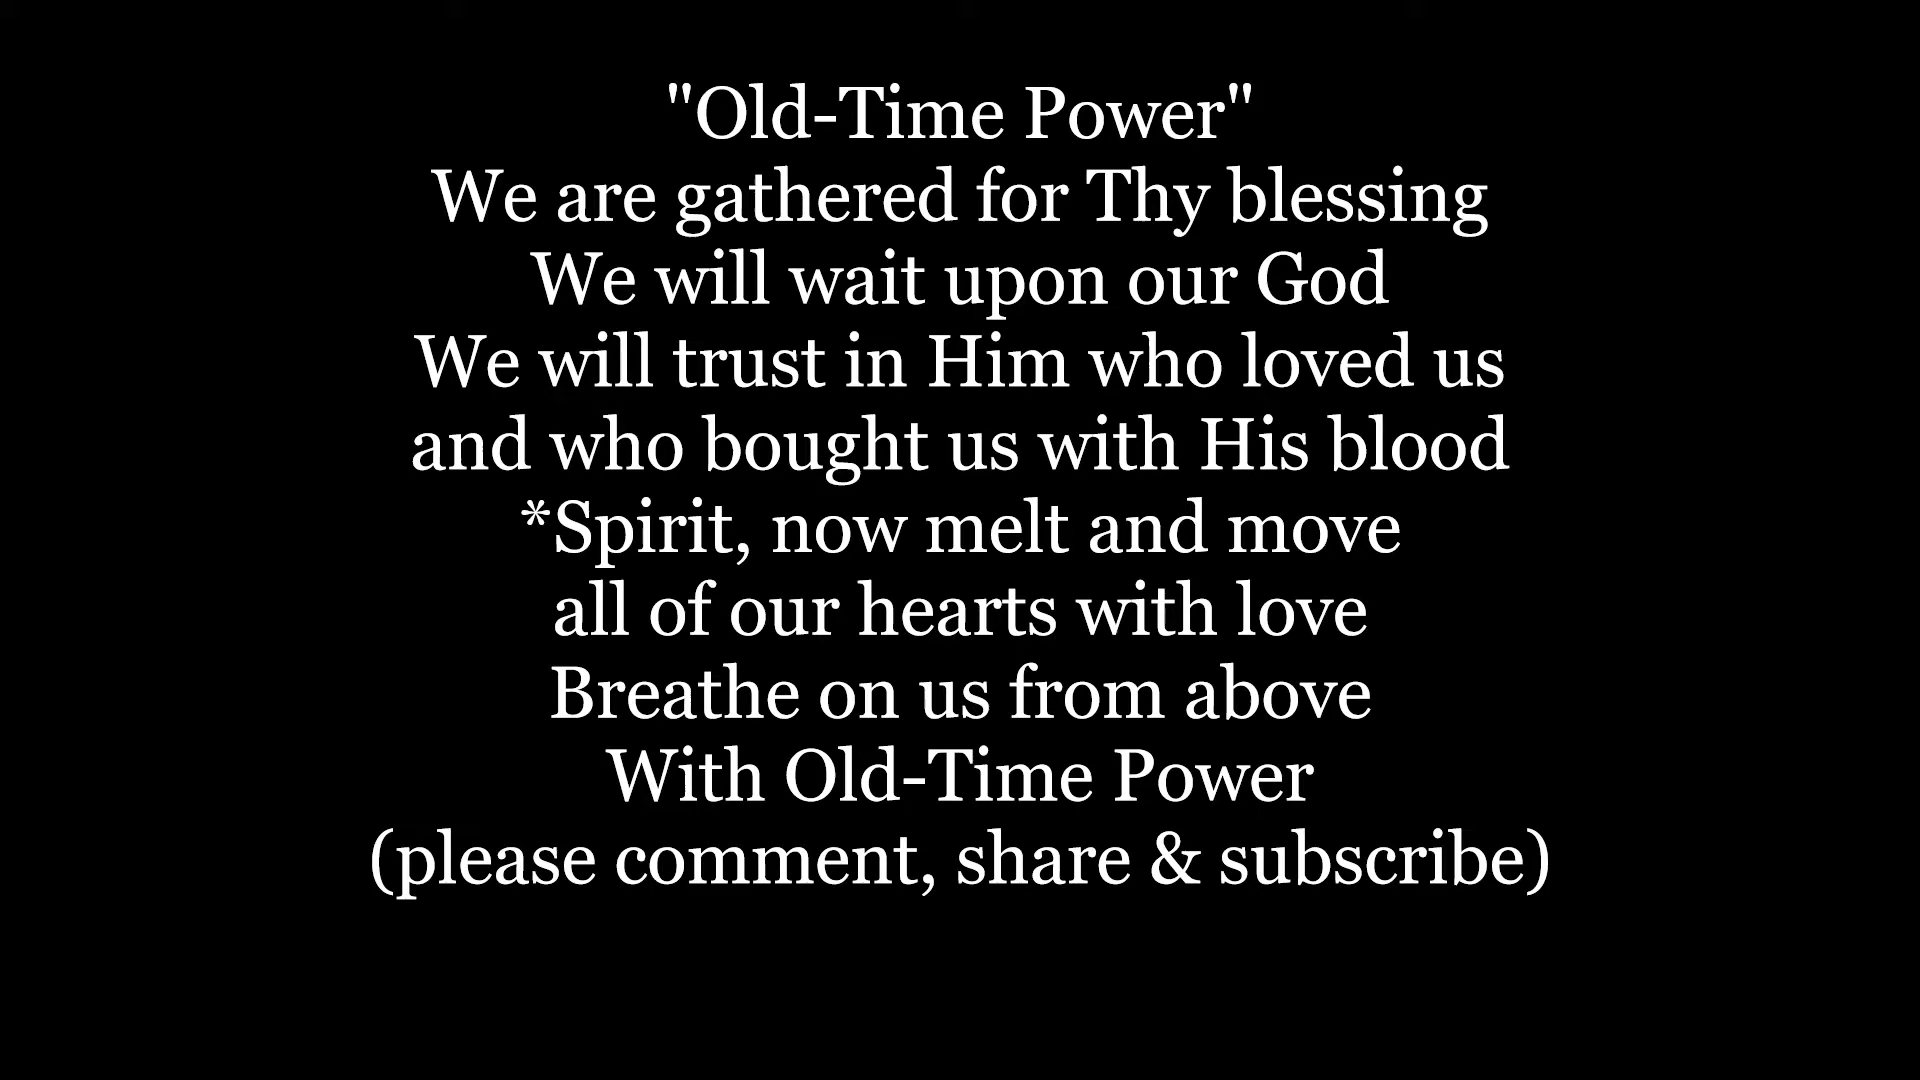 "Old-Time Power"
We are gathered for Thy blessing
We will wait upon our God
We will trust in Him who loved us
and who bought us with His blood
*Spirit, now melt and move
all of our hearts with love
Breathe on us from above
With Old-Time Power
(please comment, share & subscribe)